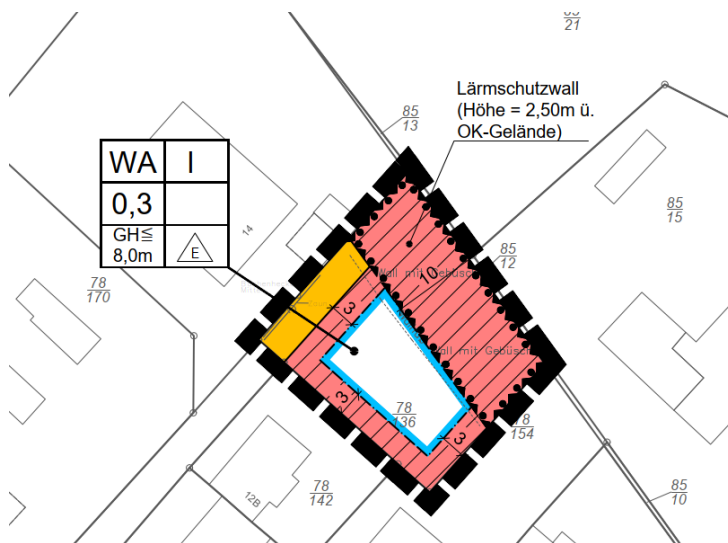 85
21
Lärmschutzwall
(Höhe = 2,50m ü.
OK-Gelände)
85
13
WA I
0,3
GH≦
8,0m
E
14
85
15
85
12
78
170
Wall mit Gebüsch
10
3
Wall mit Gebüsch
3
78
136
3
78
154
78
142
12B
85
10